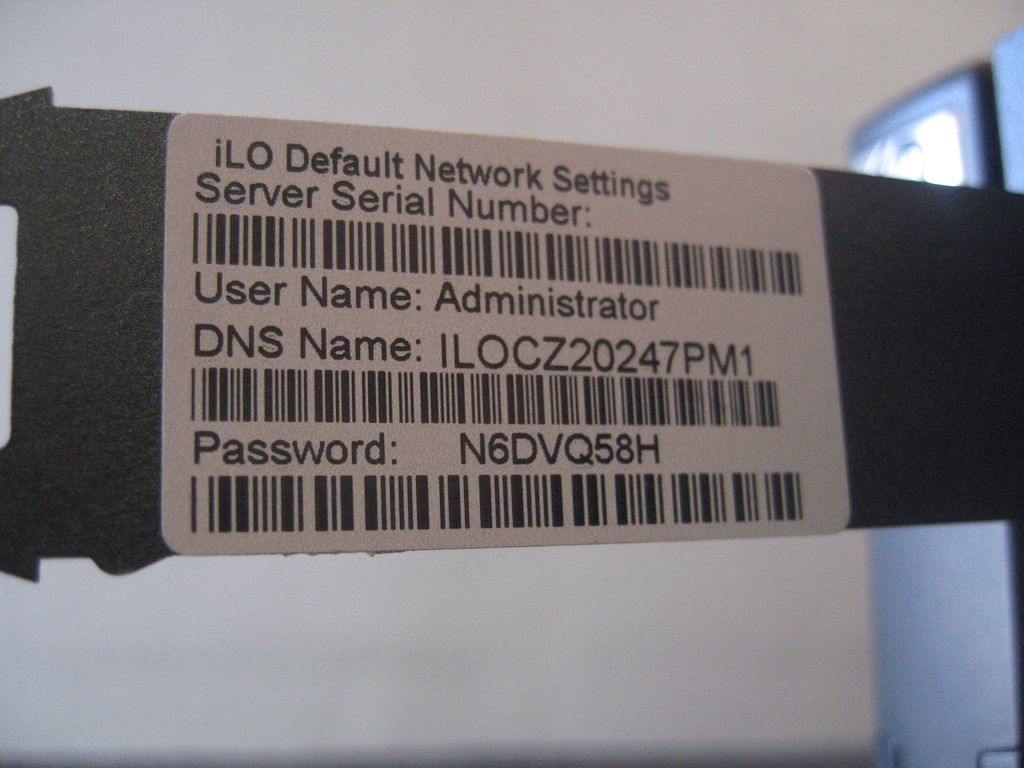 iLO Default Network Settings
Server Serial Number:
User Name: Administrator
DNS Name: ILOCZ20247PM1
Password: N6DVQ58H